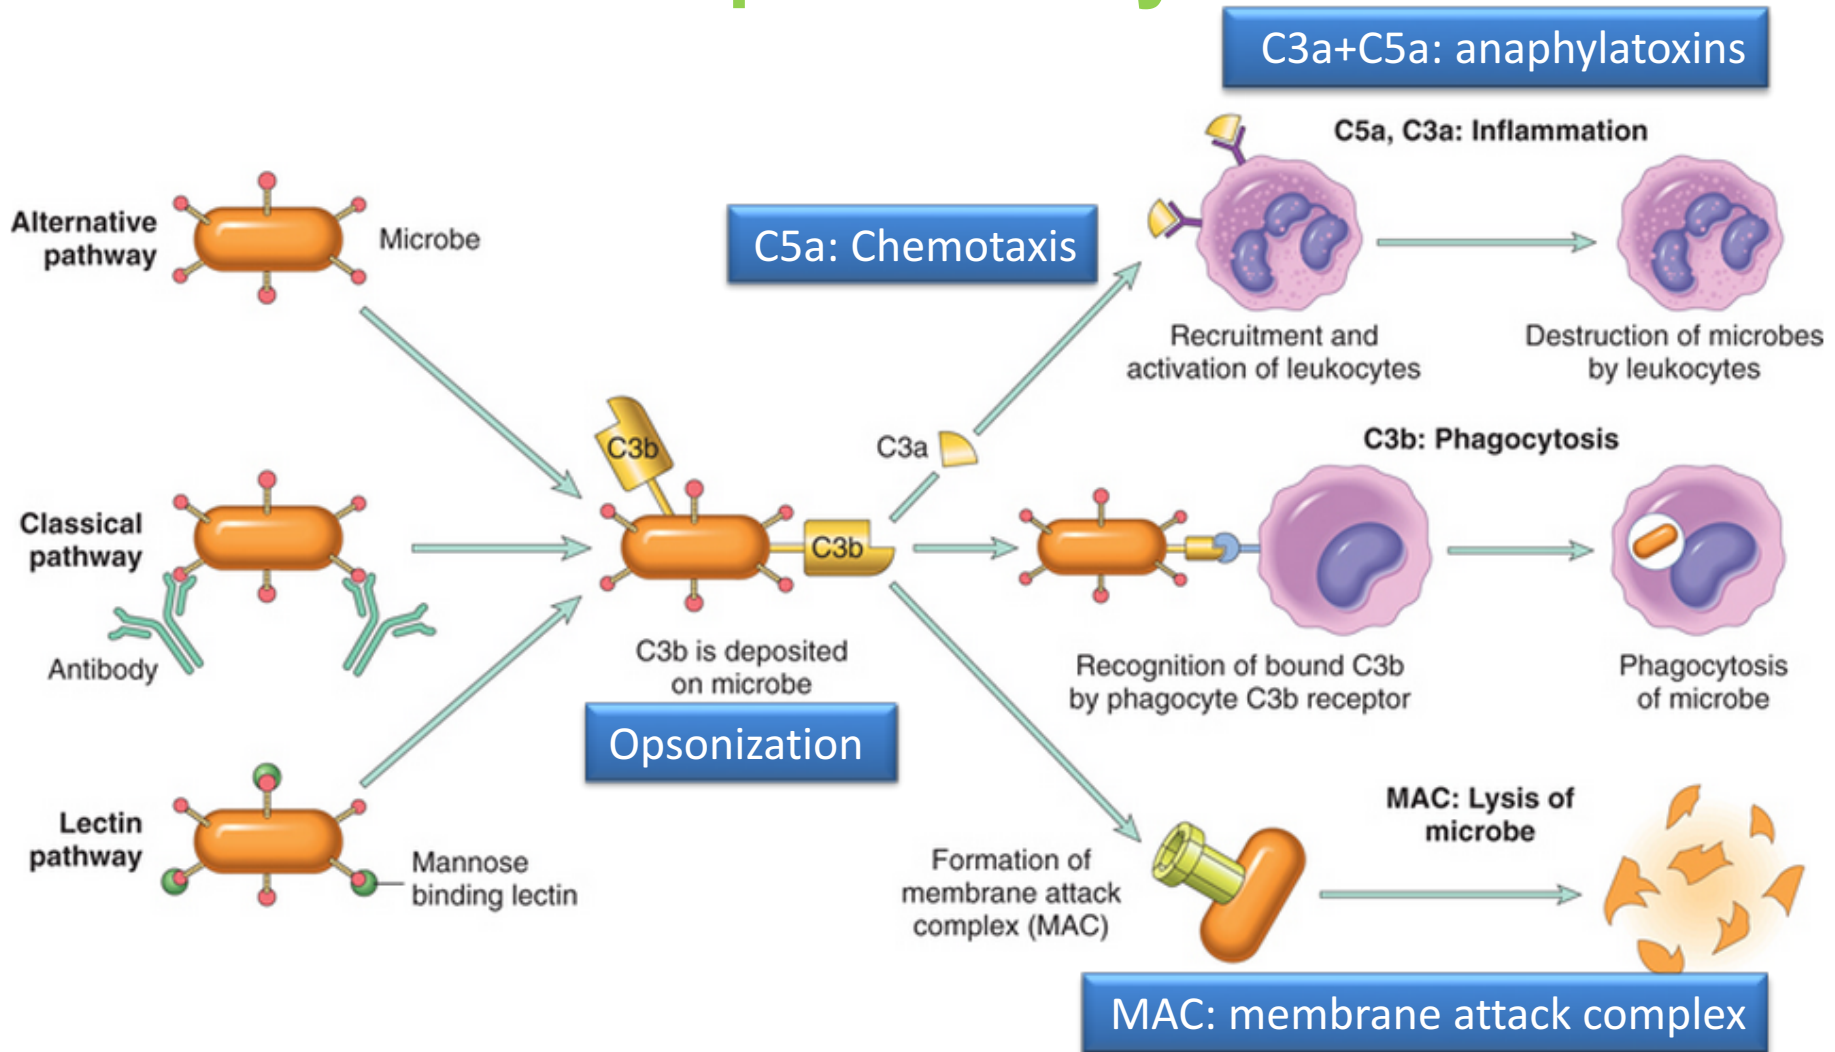 C3a+C5a: anaphylatoxins
C5a, C3a: Inflammation
Alternative
pathway
Microbe
C5a: Chemotaxis
Recruitment and
activation of leukocytes
Destruction of microbes
by leukocytes
C3b
C3a
C3b: Phagocytosis
Classical
pathway
C3b
Antibody
C3b is deposited
on microbe
Recognition of bound C3b
by phagocyte C3b receptor
Phagocytosis
of microbe
Opsonization
Lectin
pathway
Mannose
binding lectin
Formation of
membrane attack
complex (MAC)
MAC: Lysis of
microbe
MAC: membrane attack complex